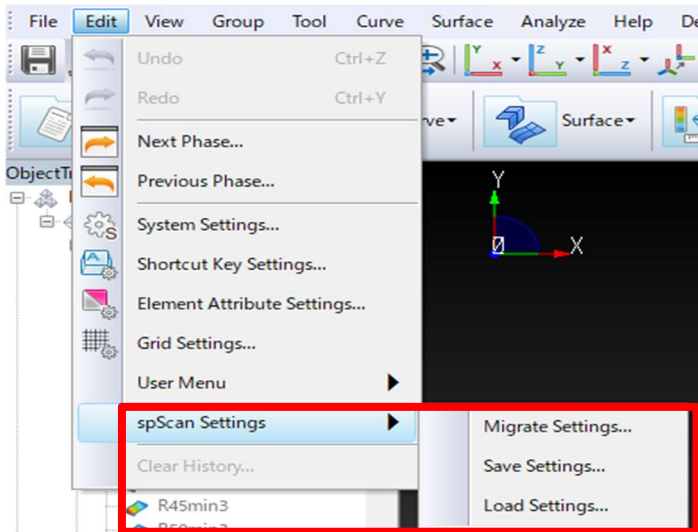 File Edit View Group Tool Curve Surface Analyze Help
Undo Ctrl+Z
Redo Ctrl+Y
Surface
Next Phase...
Previous Phase...
System Settings...
Shortcut Key Settings...
Element Attribute Settings...
Grid Settings...
User Menu
spScan Settings
Clear History...
Migrate Settings...
Save Settings...
Load Settings...
R45min3
Y
X
Y
X
Z
Y
X
Z